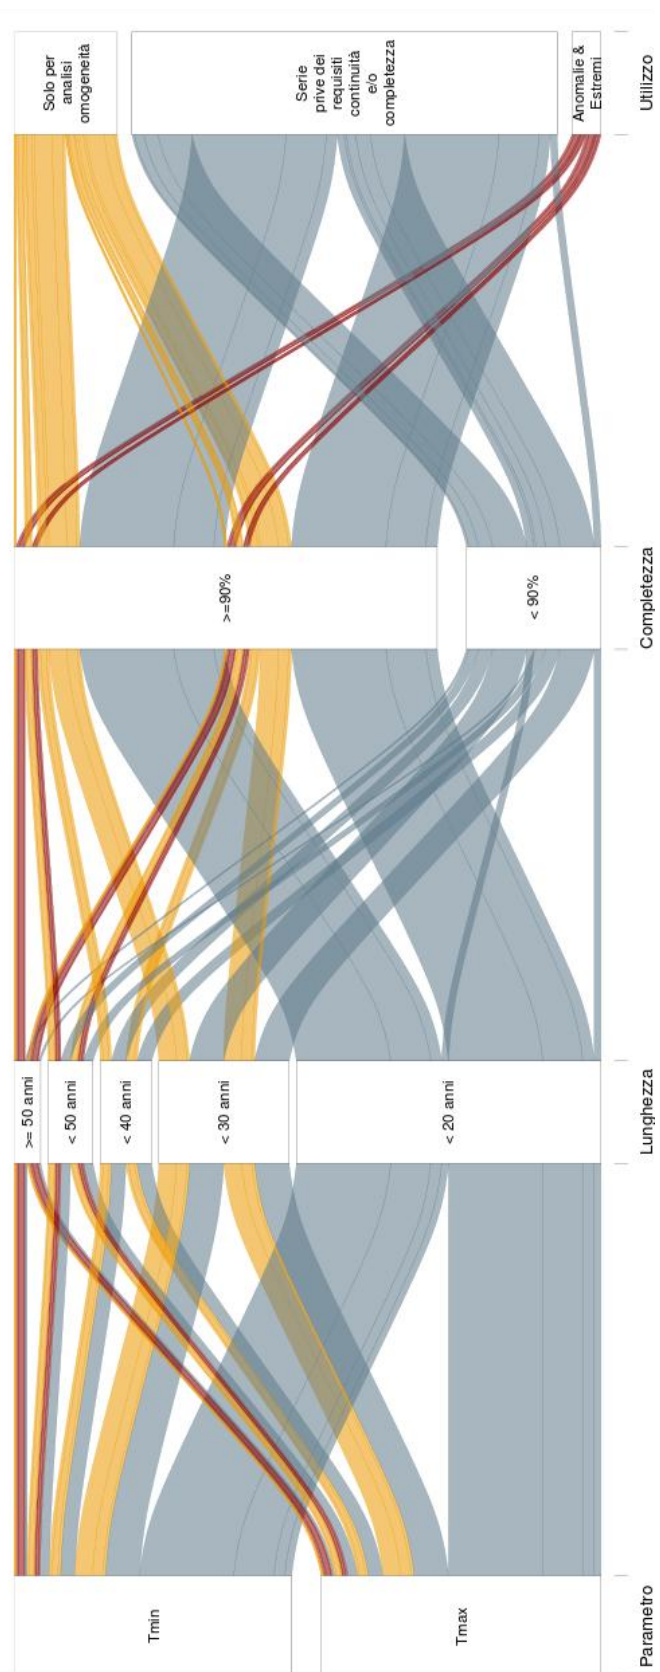 Solo per
analisi
omogeneità
Serie
prive dei
requisiti
continuità
e/o
completezza
Anomalie &
Estremi
Utilizzo
>=90%
< 90%
Completezza
>= 50 anni
< 50 anni
< 40 anni
< 30 anni
< 20 anni
Lunghezza
Tmin
Tmax
Parametro